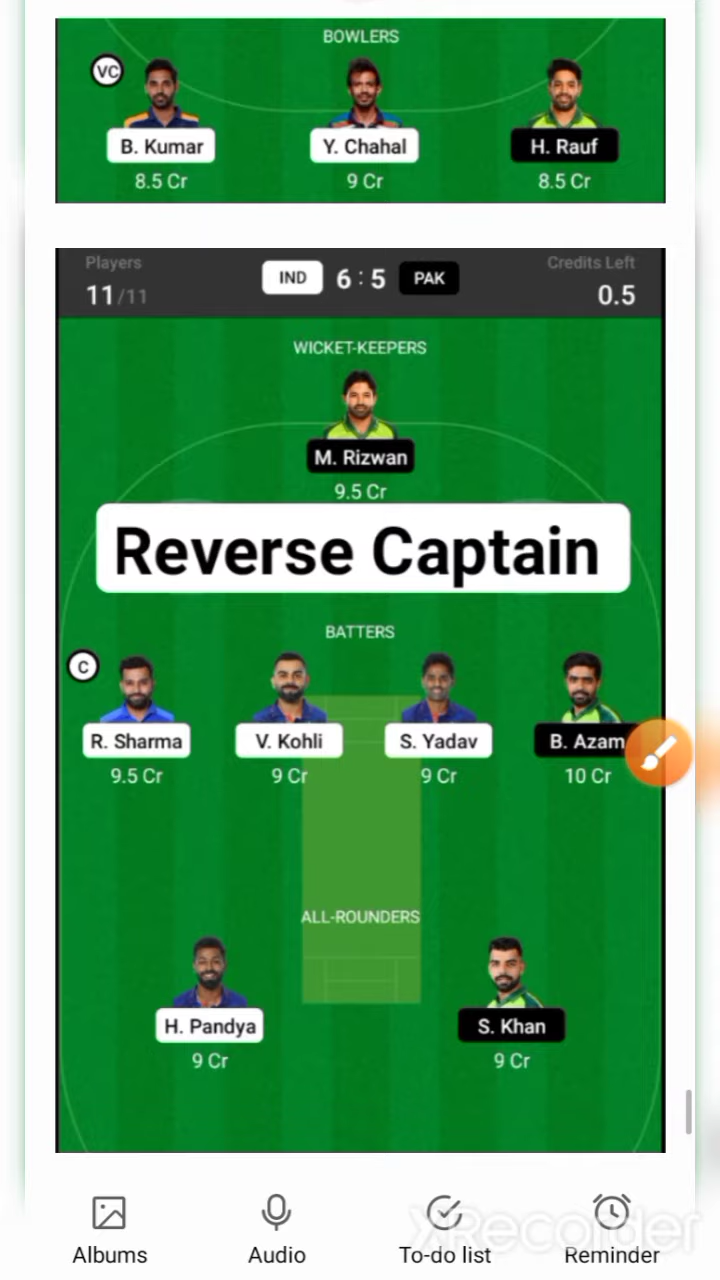 BOWLERS
VC
B. Kumar Y. Chahal H. Rauf
8.5 Cr 9 Cr 8.5 Cr
Players Credits Left
11/11 IND 6 : 5 PAK 0.5
WICKET-KEEPERS
M. Rizwan
9.5 Cr
Reverse Captain
BATTERS
C
R. Sharma V. Kohli S. Yadav B. Azam
9.5 Cr 9 Cr 9 Cr 10 Cr
ALL-ROUNDERS
H. Pandya S. Khan
9 Cr 9 Cr
XRecorder
Albums Audio To-do list Reminder